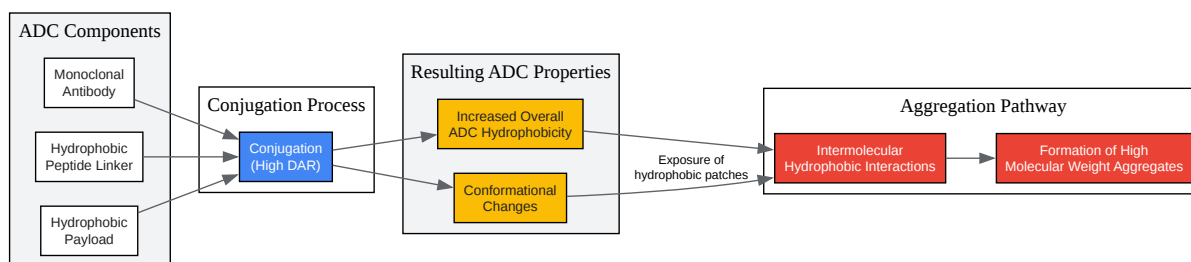 ADC Components
Monoclonal
Antibody
Hydrophobic
Peptide Linker
Hydrophobic
Payload
Conjugation Process
Conjugation
(High DAR)
Resulting ADC Properties
Increased Overall
ADC Hydrophobicity
Conformational
Changes
Exposure of
hydrophobic patches
Aggregation Pathway
Intermolecular
Hydrophobic Interactions
Formation of High
Molecular Weight Aggregates